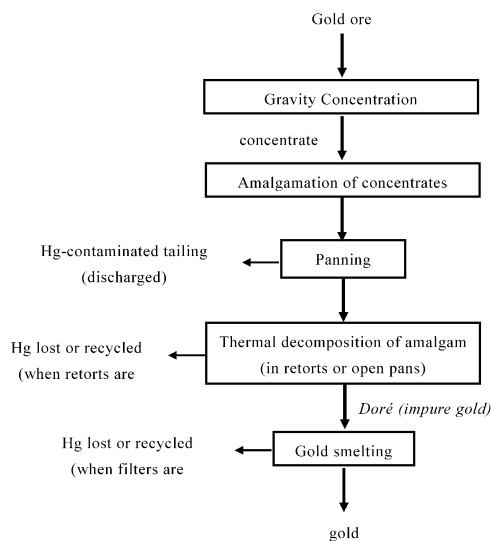 Gold ore
Gravity Concentration
concentrate
Amalgamation of concentrates
Hg-contaminated tailing
(discharged)
Panning
Hg lost or recycled
(when retorts are
Thermal decomposition of amalgam
(in retorts or open pans)
Doré (impure gold)
Hg lost or recycled
(when filters are
Gold smelting
gold